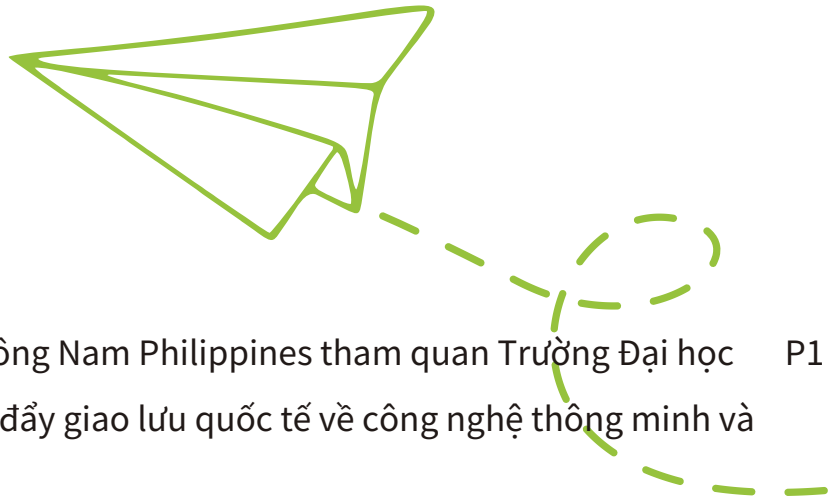 Nam Philippines tham quan Trường Đại học P1
đẩy giao lưu quốc tế về công nghệ thông minh và